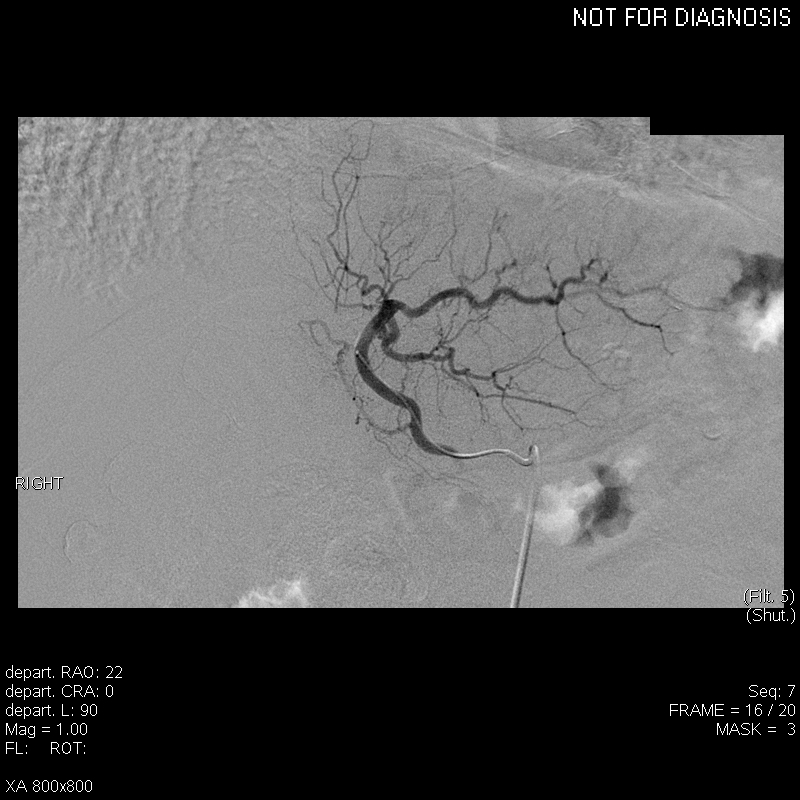 NOT FOR DIAGNOSIS
RIGHT
(Filt. 5)
(Shut.)
depart. RAO: 22
depart. CRA: 0
depart. L: 90
Mag = 1.00
FL: ROT:
XA 800x800
Seq: 7
FRAME = 16 / 20
MASK = 3